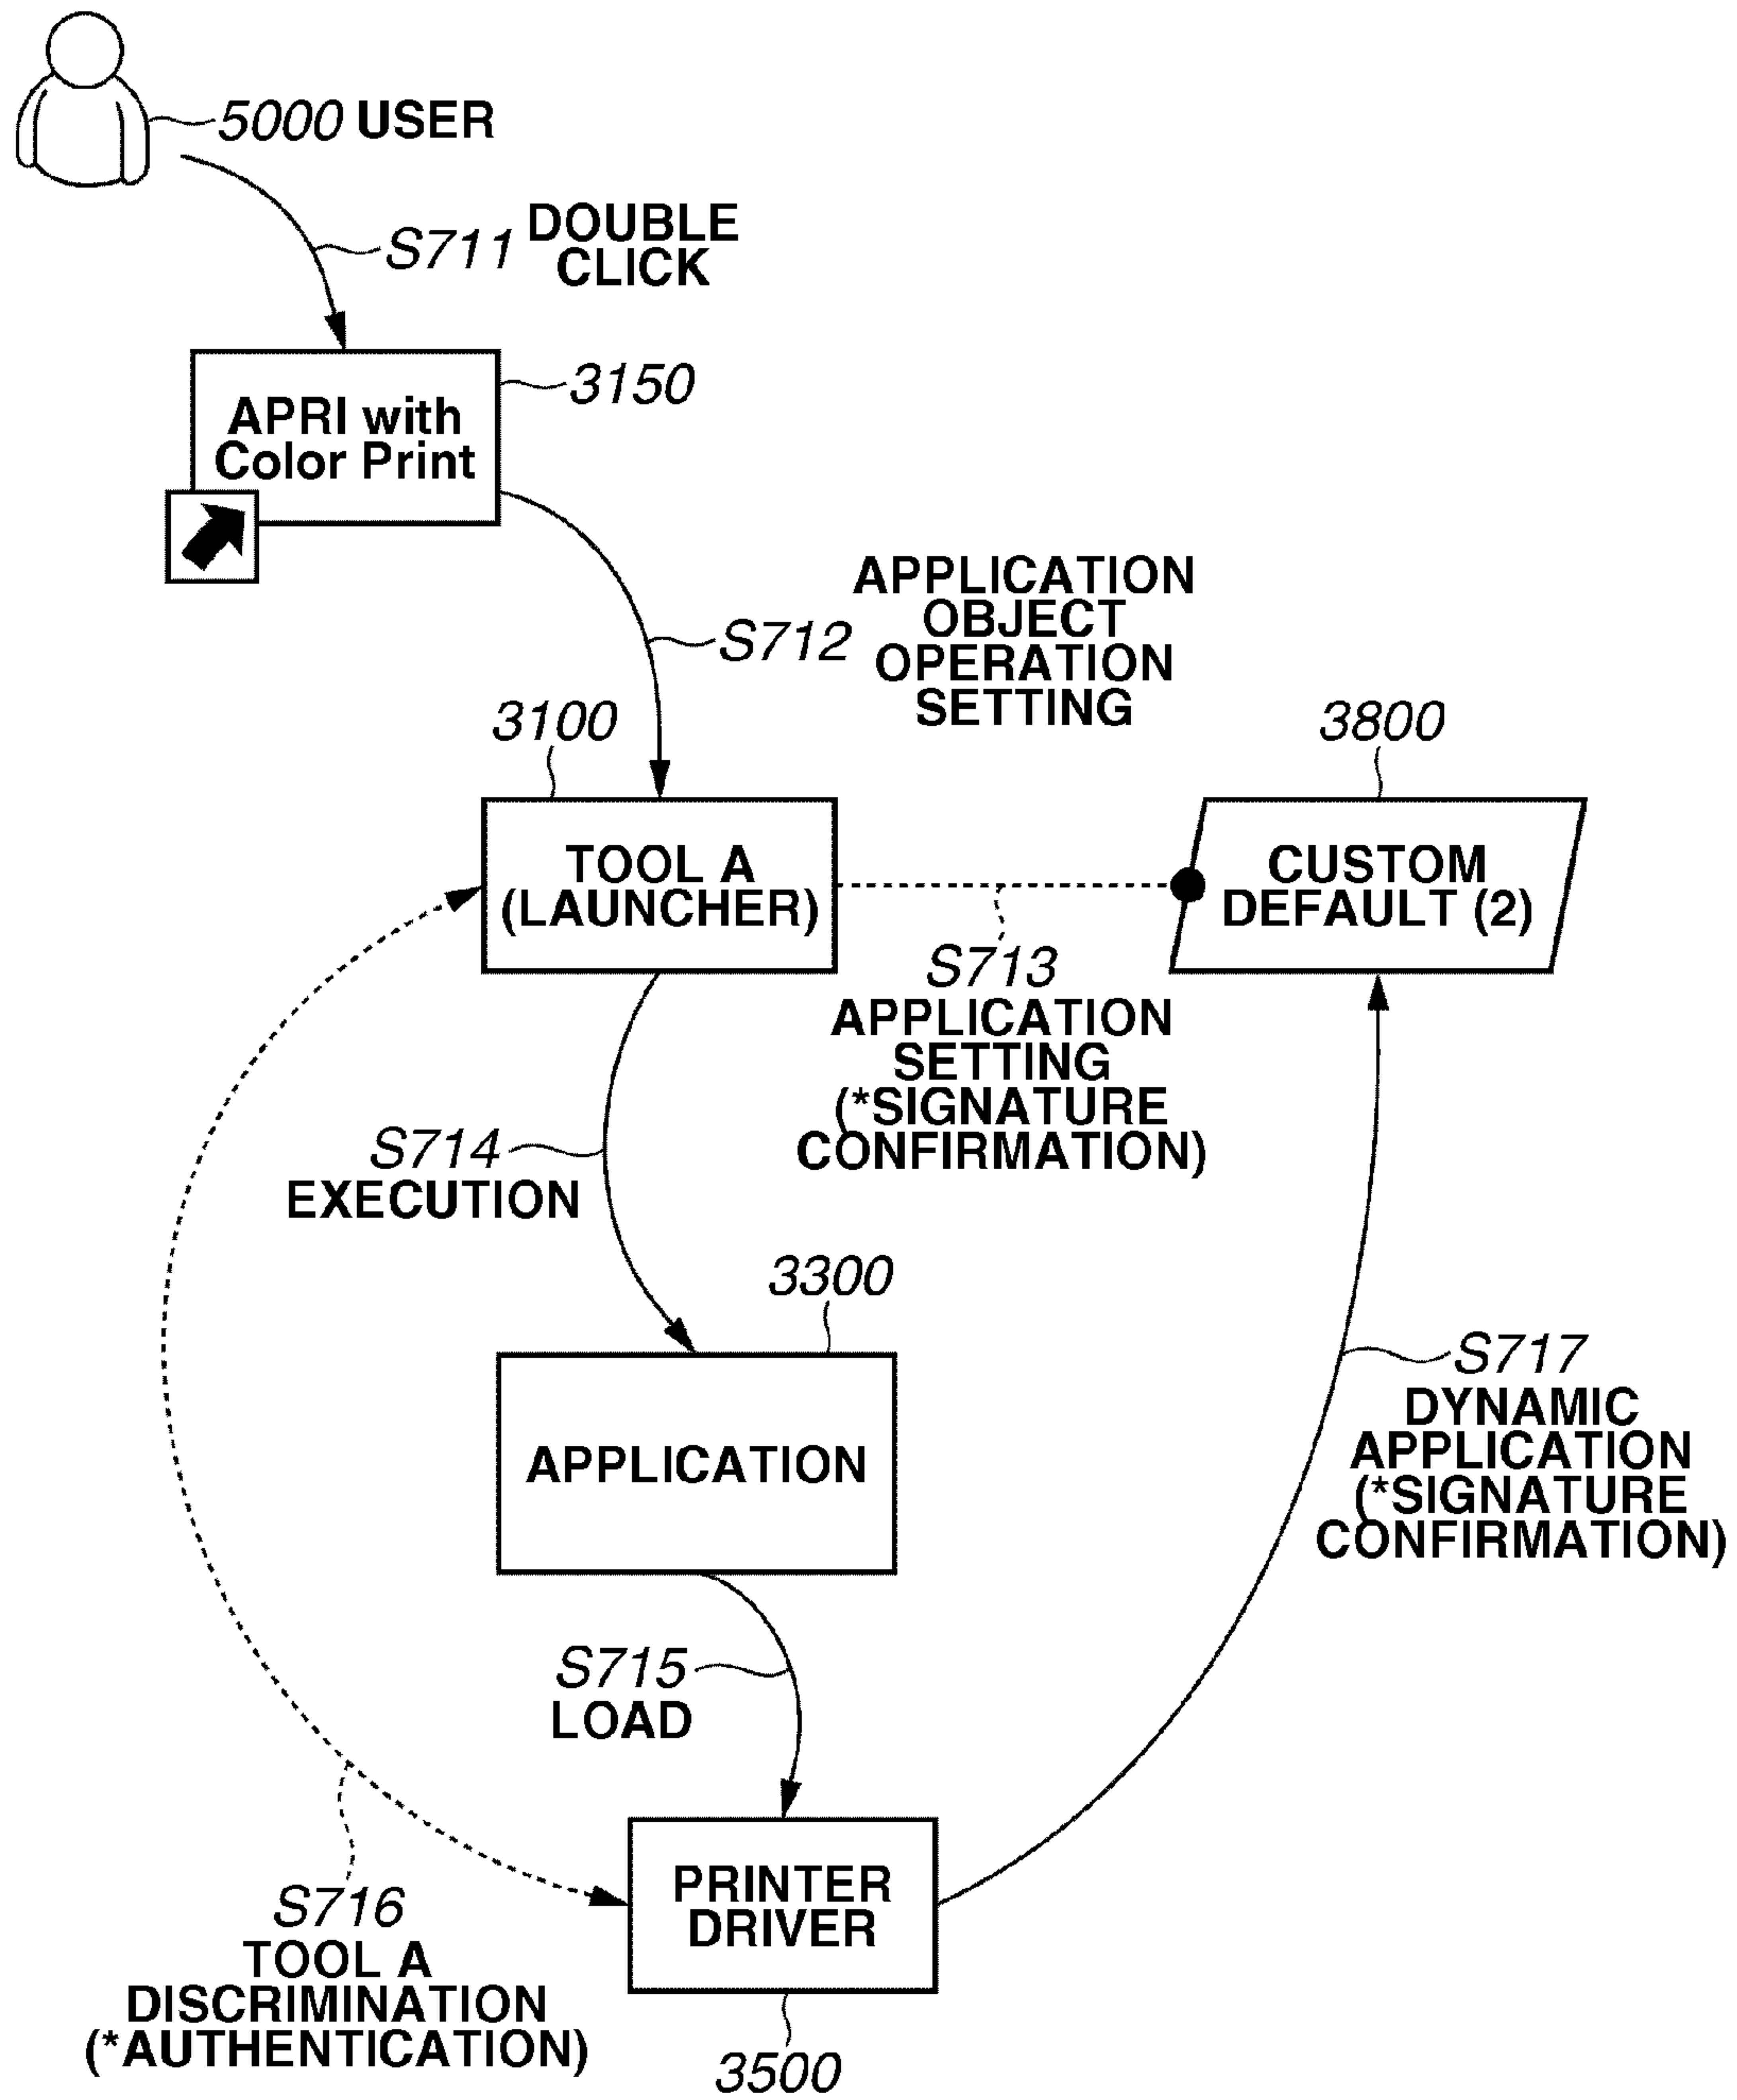 5000 USER
S711 DOUBLE
CLICK
3150
APRI with
Color Print
APPLICATION
OBJECT
S712
OPERATION
SETTING
3100
3800
TOOL A
(LAUNCHER)
CUSTOM
DEFAULT (2)
S713
APPLICATION
SETTING
(*SIGNATURE
CONFIRMATION)
S714
EXECUTION
3300
APPLICATION
S717
DYNAMIC
APPLICATION
(*SIGNATURE
CONFIRMATION)
S715
LOAD
PRINTER
DRIVER
S716
TOOL A
DISCRIMINATION
(*AUTHENTICATION)
3500